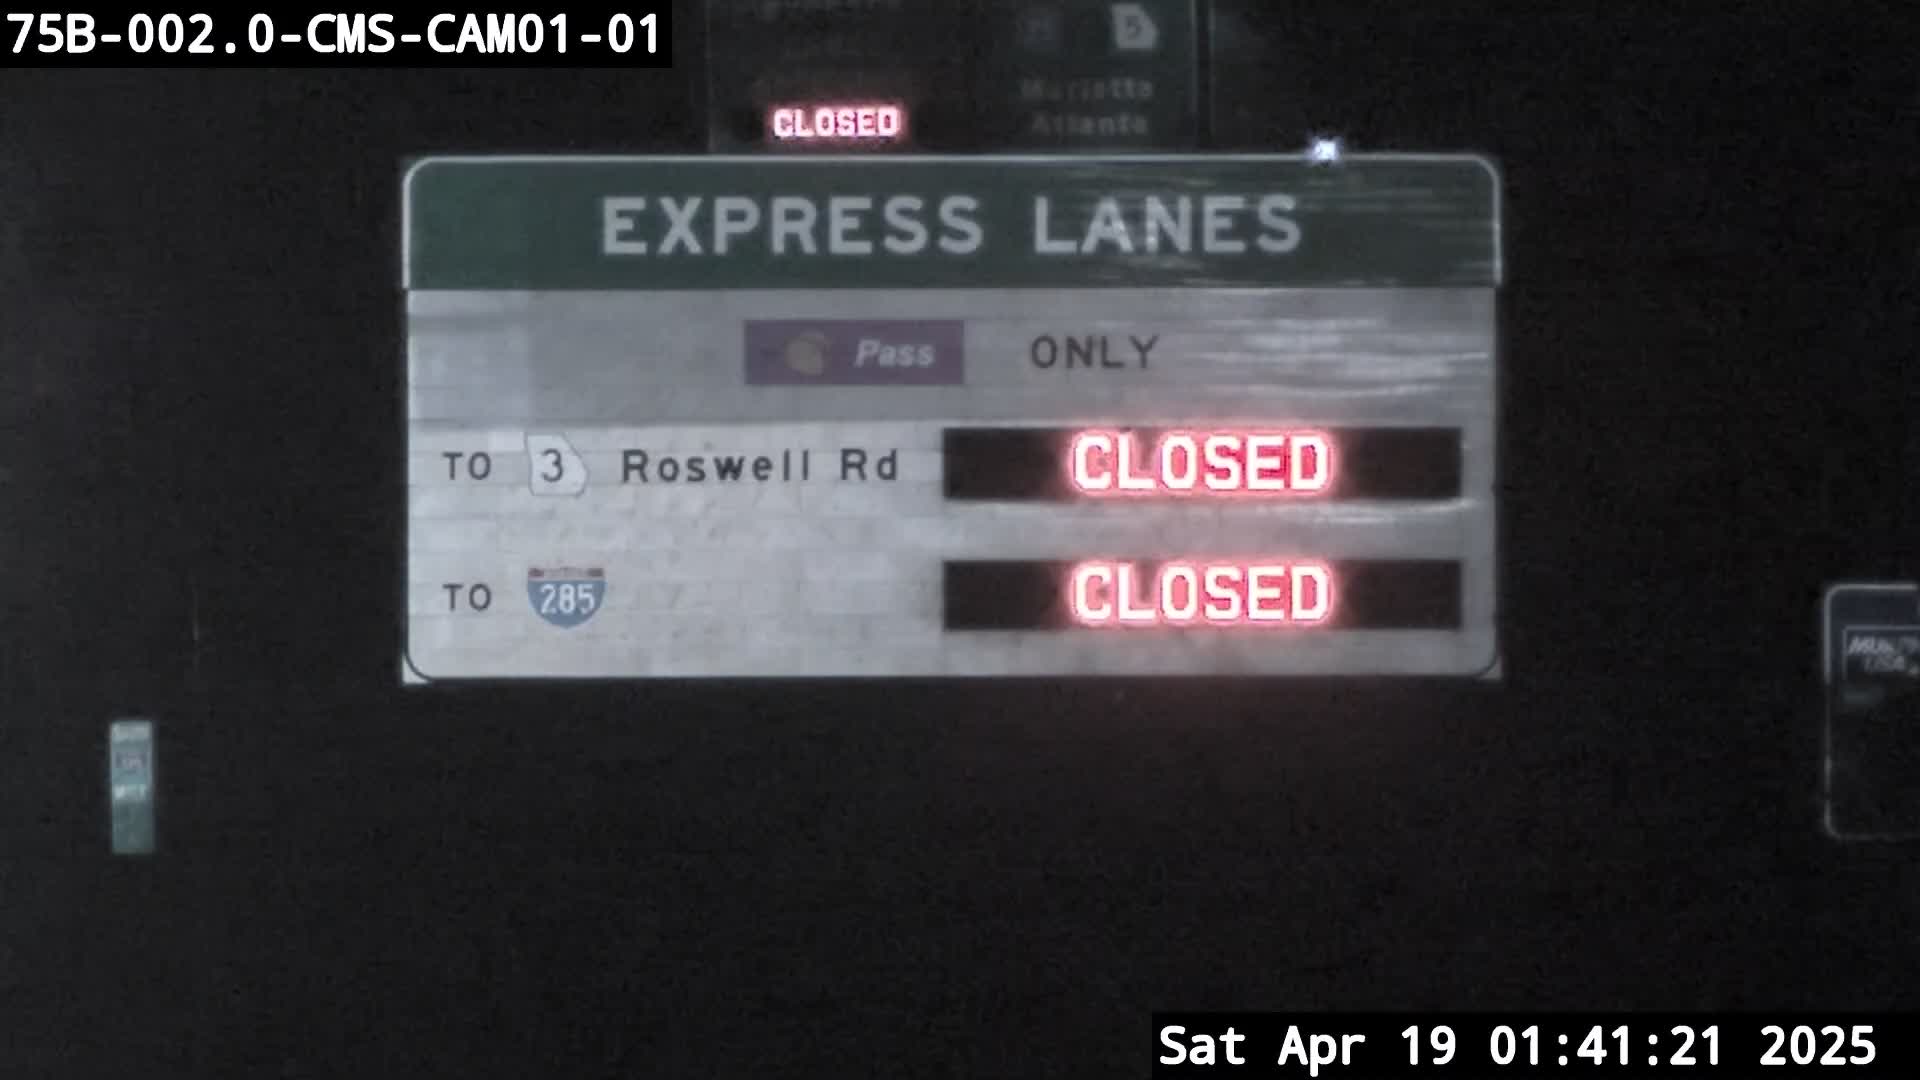 75B-002.0-CMS-CAM01-01
5
Marietta
Atlanta
CLOSED
EXPRESS LANES
Pass ONLY
TO 3 Roswell Rd CLOSED
TO 285 CLOSED
Sat Apr 19 01:41:21 2025